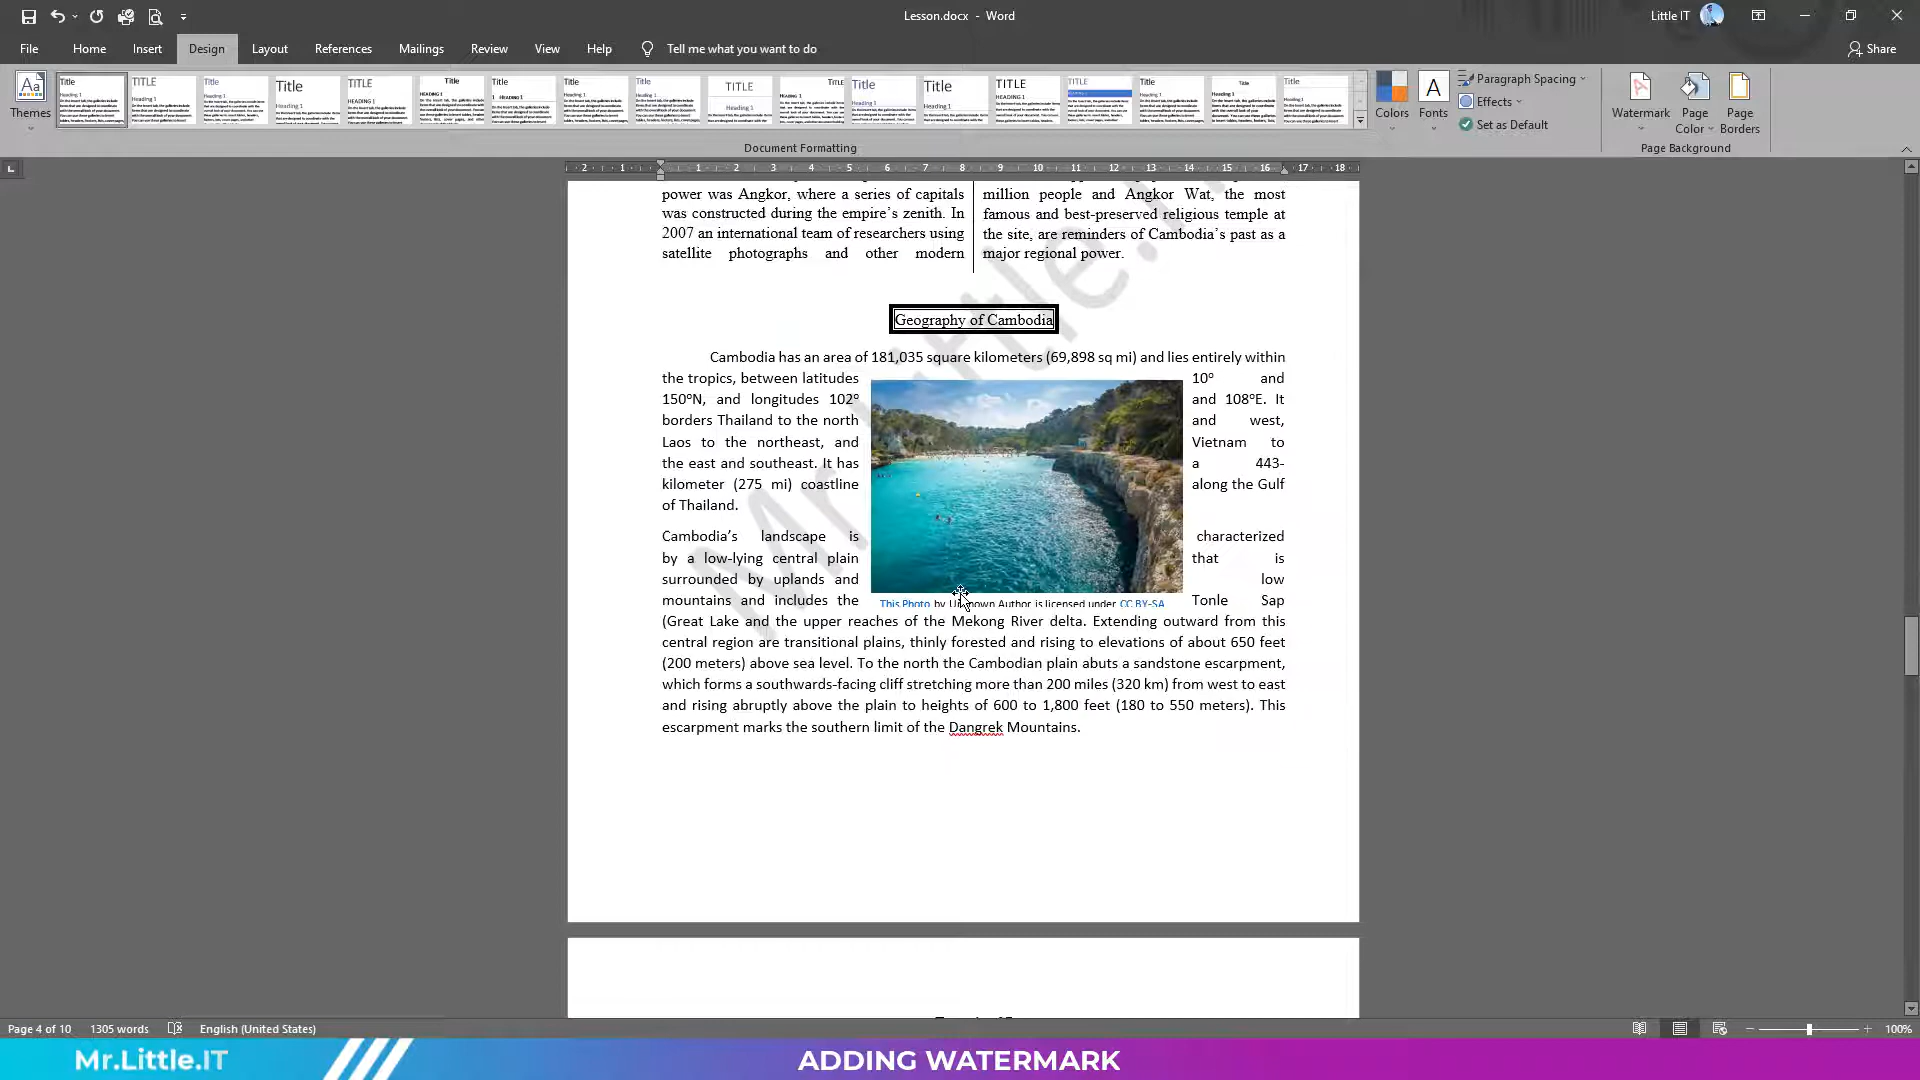 Lesson.docx - Word
Little IT
File Home Insert Design Layout References Mailings Review View Help Tell me what you want to do
Share
Themes
Document Formatting
Colors
Fonts
Paragraph Spacing
Effects
Set as Default
Watermark
Page Color
Page Borders
Page Background
power was Angkor, where a series of capitals
was constructed during the empire's zenith. In
2007 an international team of researchers using
satellite photographs and other modern
million people and Angkor Wat, the most
famous and best-preserved religious temple at
the site, are reminders of Cambodia's past as a
major regional power.
Geography of Cambodia
Cambodia has an area of 181,035 square kilometers (69,898 sq mi) and lies entirely within
the tropics, between latitudes 10° and
150°N, and longitudes 102° and 108°E. It
borders Thailand to the north and west,
Laos to the northeast, and Vietnam to
the east and southeast. It has a 443-
kilometer (275 mi) coastline along the Gulf
of Thailand.
Cambodia's landscape is characterized
by a low-lying central plain that is
surrounded by uplands and low
mountains and includes the Tonle Sap
This Photo by Unknown Author is licensed under CC BY-SA
(Great Lake and the upper reaches of the Mekong River delta. Extending outward from this
central region are transitional plains, thinly forested and rising to elevations of about 650 feet
(200 meters) above sea level. To the north the Cambodian plain abuts a sandstone escarpment,
which forms a southwards-facing cliff stretching more than 200 miles (320 km) from west to east
and rising abruptly above the plain to heights of 600 to 1,800 feet (180 to 550 meters). This
escarpment marks the southern limit of the Dangrek Mountains.
Page 4 of 10 1305 words English (United States) 100%
Mr.Little.IT
ADDING WATERMARK